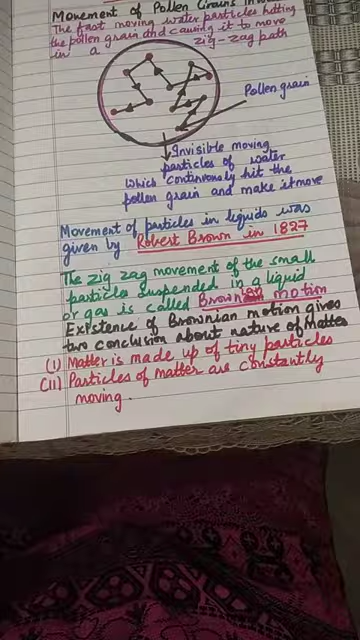 Movement of Pollen Grains in
The fast moving water particles hitting
the pollen grain and causing it to move
in a zig-zag path
Pollen grain
Invisible moving
particles of water
Which continuously hit the
pollen grain and make it move
Movement of particles in liquids was
given by Robert Brown in 1827
The zig zag movement of the small
particles suspended in a liquid
or gas is called Brownian motion
Existence of Brownian motion gives
two conclusion about nature of Matter
(I) Matter is made up of tiny particles
(II) Particles of matter are constantly
moving.